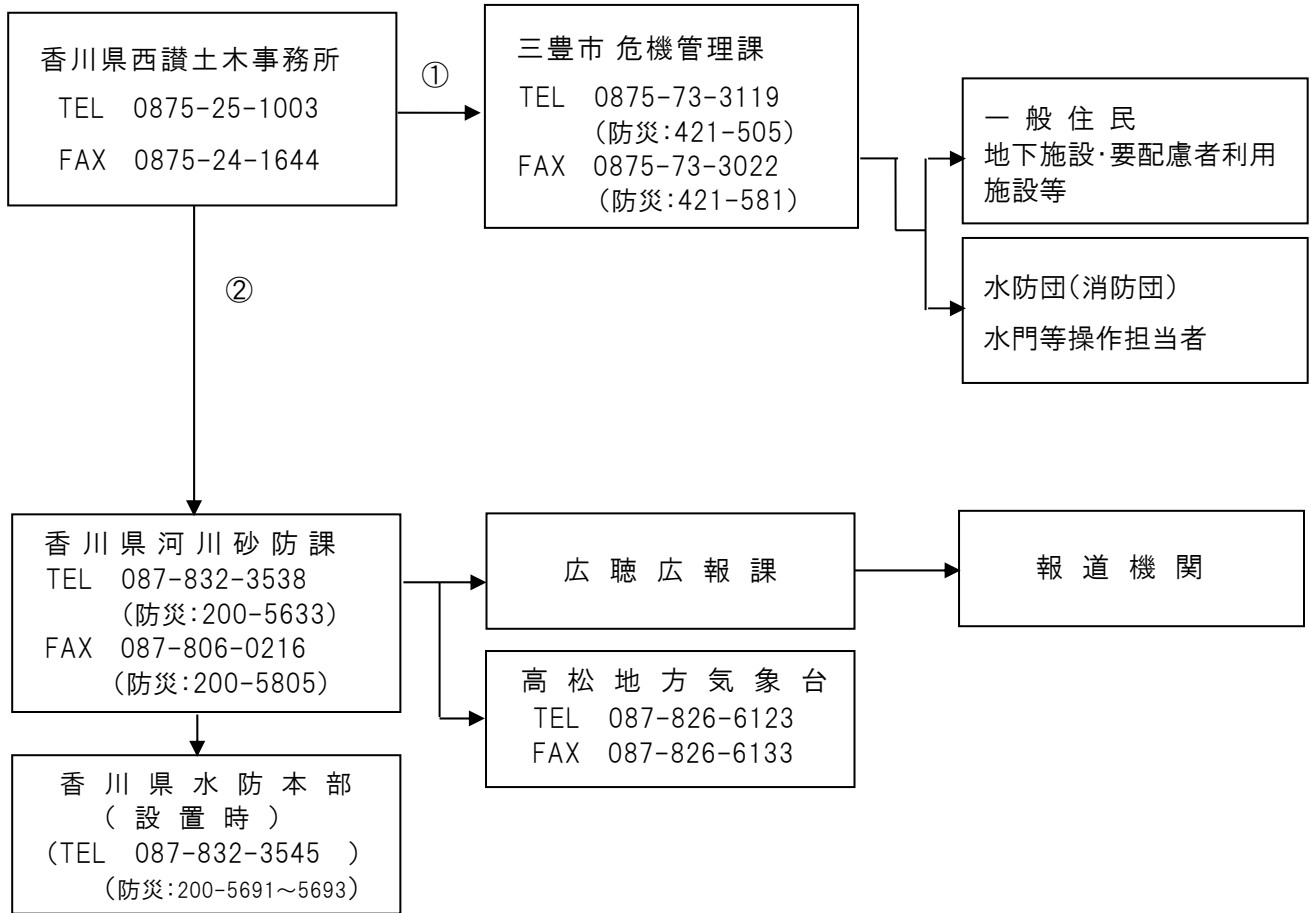 香川県西讃土木事務所
TEL 0875-25-1003
FAX 0875-24-1644
①
三豊市 危機管理課
TEL 0875-73-3119
(防災:421-505)
FAX 0875-73-3022
(防災:421-581)
一般住民
地下施設・要配慮者利用
施設等
水防団(消防団)
水門等操作担当者
②
香川県河川砂防課
TEL 087-832-3538
(防災:200-5633)
FAX 087-806-0216
(防災:200-5805)
広聴広報課
報道機関
高松地方気象台
TEL 087-826-6123
FAX 087-826-6133
香川県水防本部
(設置時)
(TEL 087-832-3545 )
(防災:200-5691～5693)